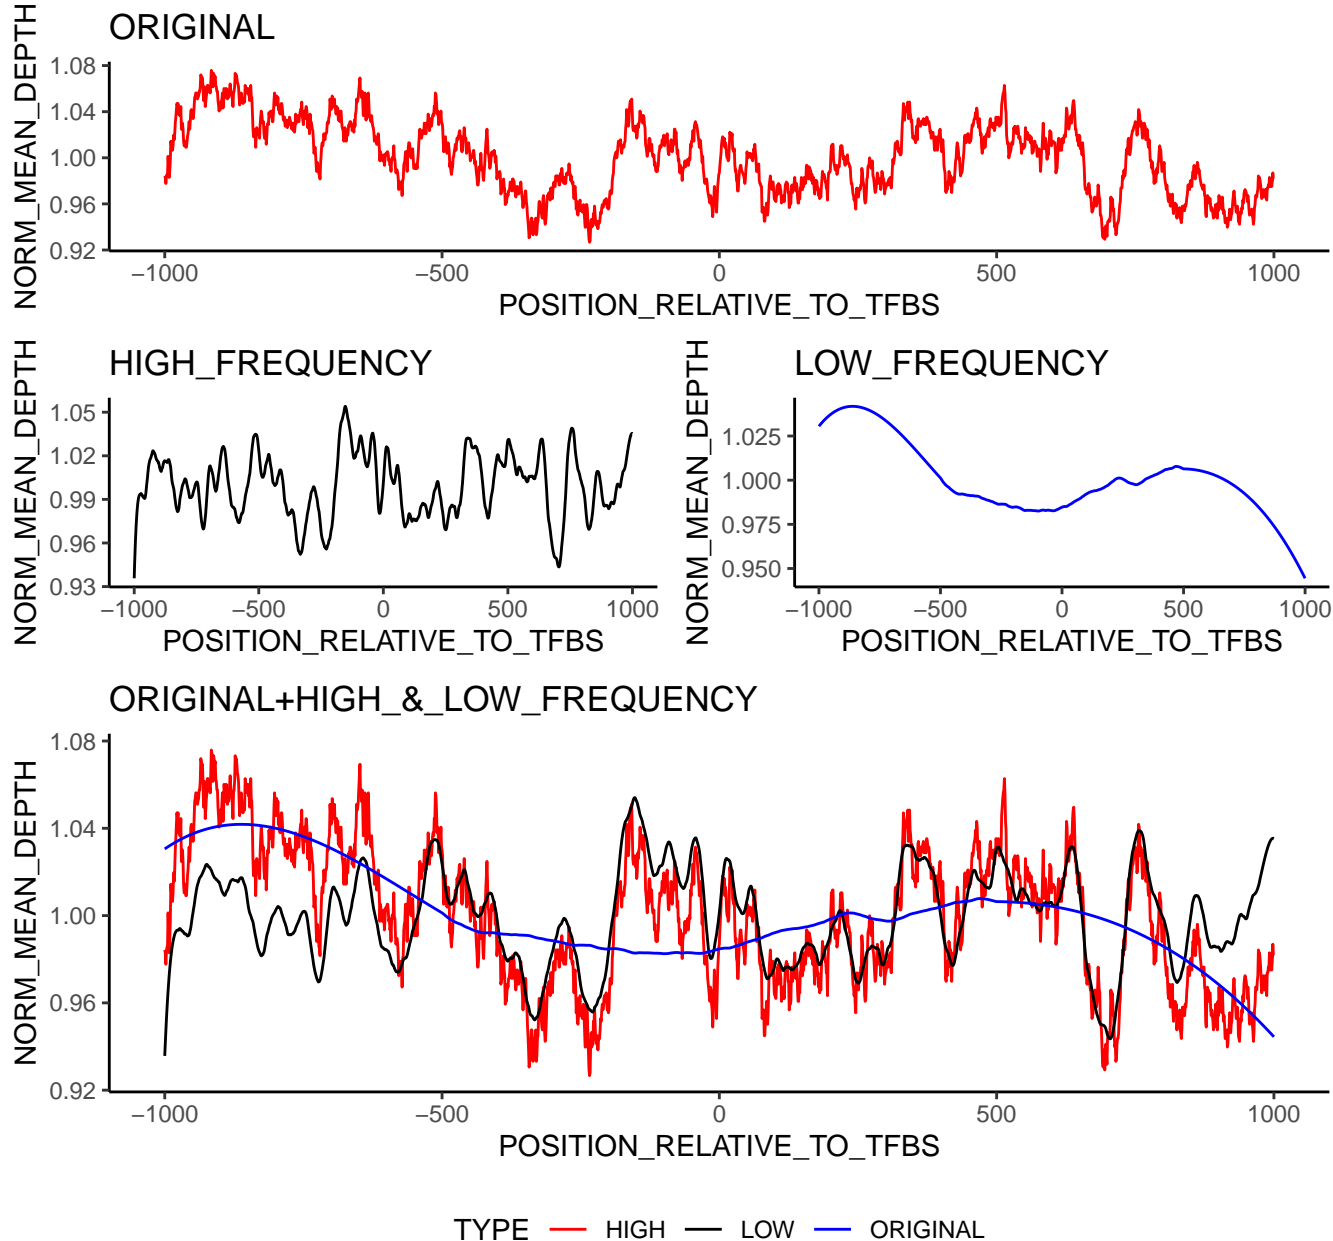 ORIGINAL
NORM_MEAN_DEPTH
1.08
1.04
1.00
0.96
0.92
−1000 −500 0 500 1000
POSITION_RELATIVE_TO_TFBS
HIGH_FREQUENCY
NORM_MEAN_DEPTH
1.05
1.02
0.99
0.96
0.93
−1000 −500 0 500 1000
POSITION_RELATIVE_TO_TFBS
LOW_FREQUENCY
NORM_MEAN_DEPTH
1.025
1.000
0.975
0.950
−1000 −500 0 500 1000
POSITION_RELATIVE_TO_TFBS
ORIGINAL+HIGH_&_LOW_FREQUENCY
NORM_MEAN_DEPTH
1.08
1.04
1.00
0.96
0.92
−1000 −500 0 500 1000
POSITION_RELATIVE_TO_TFBS
TYPE HIGH LOW ORIGINAL